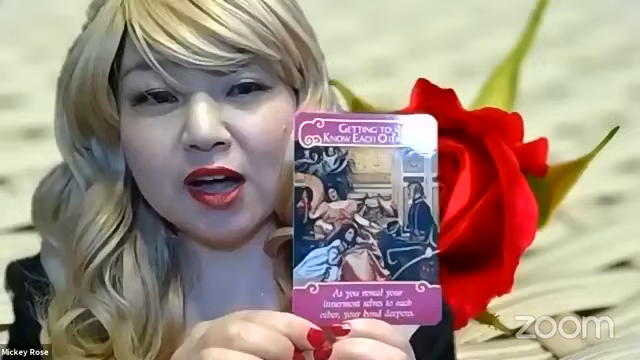 GETTING TO
KNOW EACH OTHER
As you reveal your
innermost selves to each
other, your bond deepens.
zoom
Mickey Rose